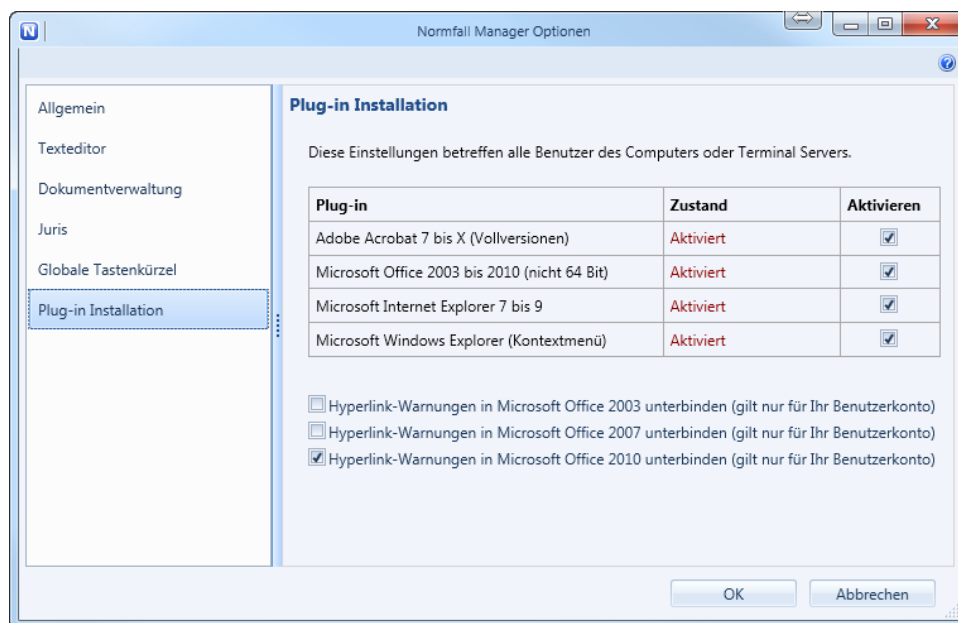 N
Normfall Manager Optionen
Allgemein
Texteditor
Dokumentverwaltung
Juris
Globale Tastenkürzel
Plug-in Installation
Plug-in Installation
Diese Einstellungen betreffen alle Benutzer des Computers oder Terminal Servers.
Plug-in Zustand Aktivieren
Adobe Acrobat 7 bis X (Vollversionen) Aktiviert
Microsoft Office 2003 bis 2010 (nicht 64 Bit) Aktiviert
Microsoft Internet Explorer 7 bis 9 Aktiviert
Microsoft Windows Explorer (Kontextmenü) Aktiviert
Hyperlink-Warnungen in Microsoft Office 2003 unterbinden (gilt nur für Ihr Benutzerkonto)
Hyperlink-Warnungen in Microsoft Office 2007 unterbinden (gilt nur für Ihr Benutzerkonto)
Hyperlink-Warnungen in Microsoft Office 2010 unterbinden (gilt nur für Ihr Benutzerkonto)
OK Abbrechen